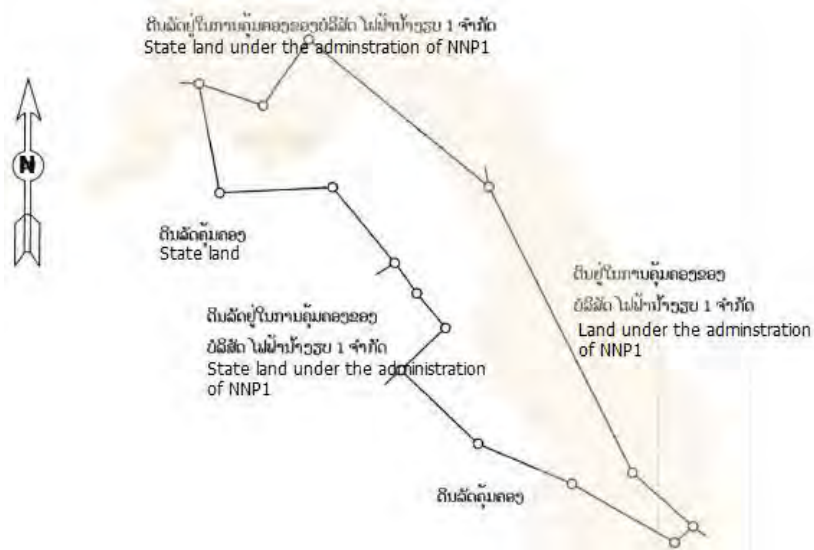 ດິນລັດຢູ່ໃນການຄຸ້ມຄອງຂອງບໍລິສັດ ໄຟຟ້ານ້ຳງຽບ 1 ຈຳກັດ
State land under the adminstration of NNP1
N
ດິນລັດຄຸ້ມຄອງ
State land
ດິນລັດຢູ່ໃນການຄຸ້ມຄອງຂອງ
ບໍລິສັດ ໄຟຟ້ານ້ຳງຽບ 1 ຈຳກັດ
State land under the administration
of NNP1
ດິນຢູ່ໃນການຄຸ້ມຄອງຂອງ
ບໍລິສັດ ໄຟຟ້ານ້ຳງຽບ 1 ຈຳກັດ
Land under the adminstration
of NNP1
ດິນລັດຄຸ້ມຄອງ